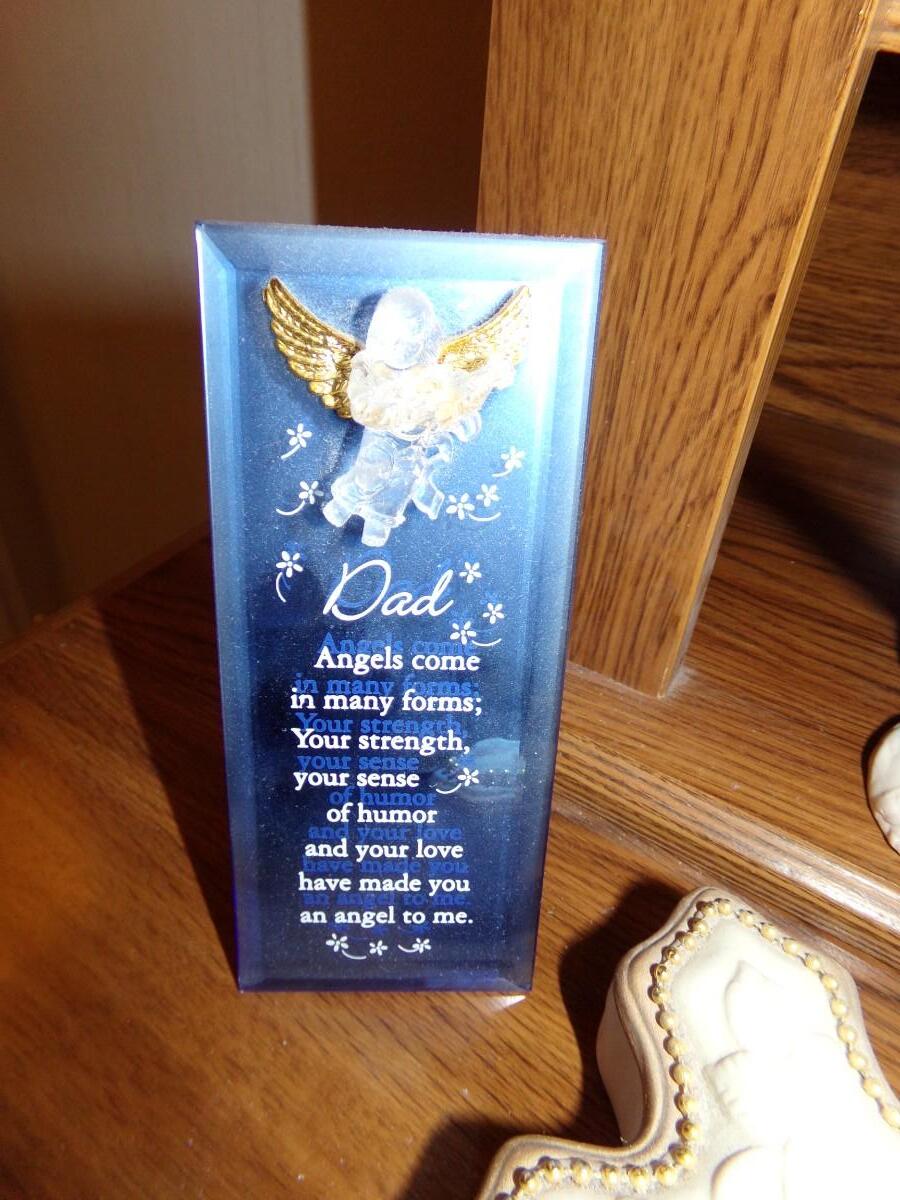 Dad
Angels come
in many forms;
Your strength,
your sense
of humor
and your love
have made you
an angel to me.